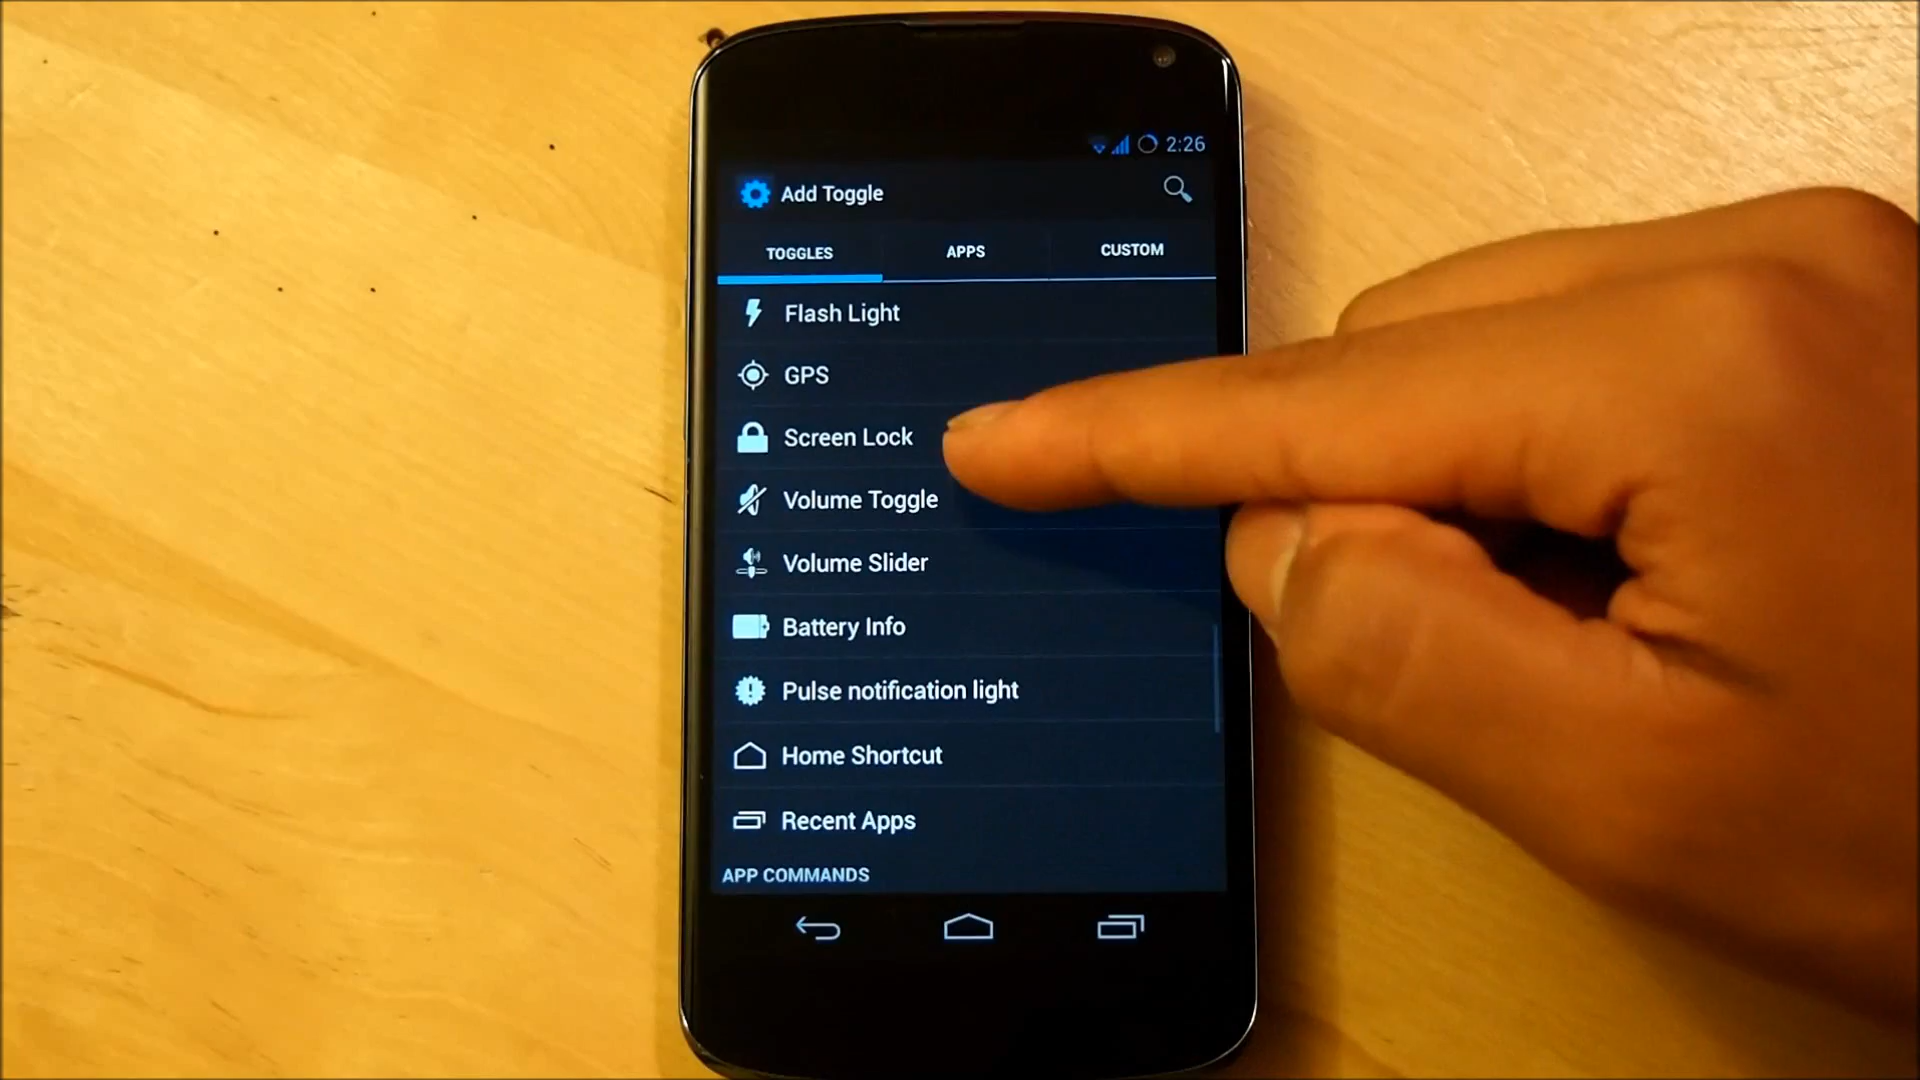 2:26
Add Toggle
TOGGLES APPS CUSTOM
Flash Light
GPS
Screen Lock
Volume Toggle
Volume Slider
Battery Info
Pulse notification light
Home Shortcut
Recent Apps
APP COMMANDS